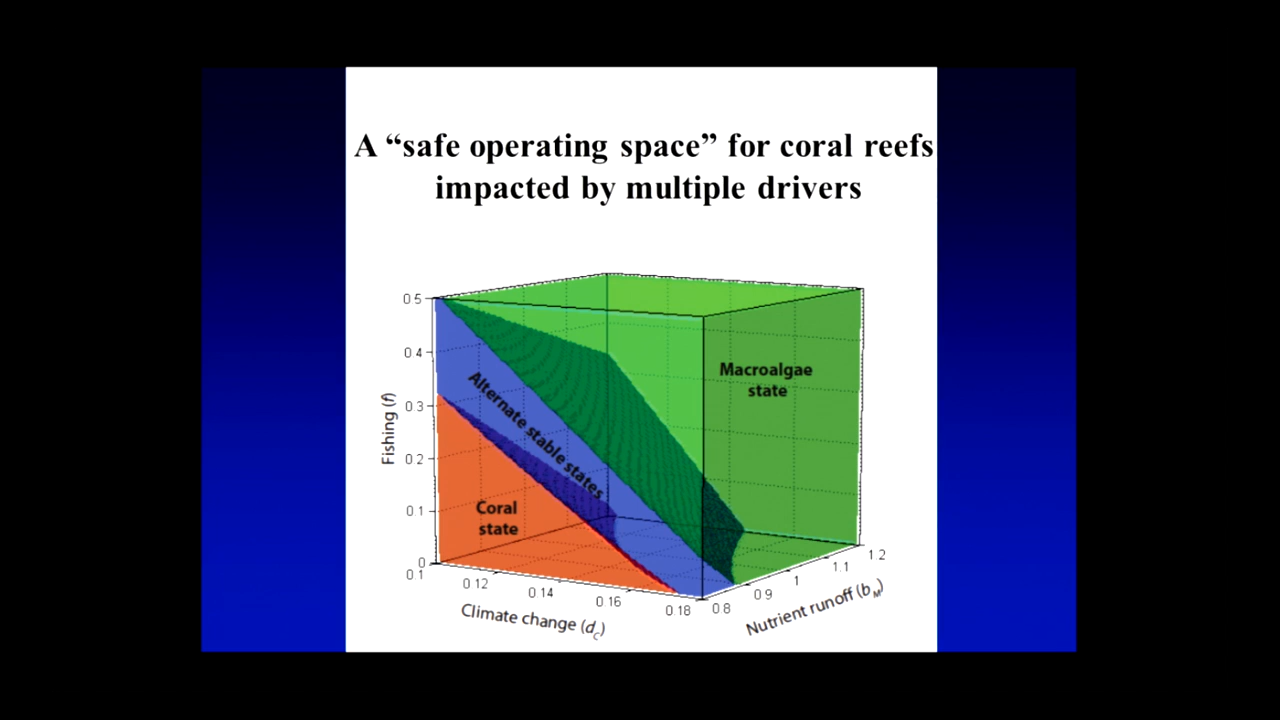 A “safe operating space” for coral reefs
impacted by multiple drivers
0 5
0 4
0 3
0 2
0.1
0
Fishing (f)
Macroalgae
state
Alternate stable states
Coral
state
0.1
0 12
0 14
0 16
0.18
Climate change (dC)
0.8
0 9
1
1.1
1.2
Nutrient runoff (bM)